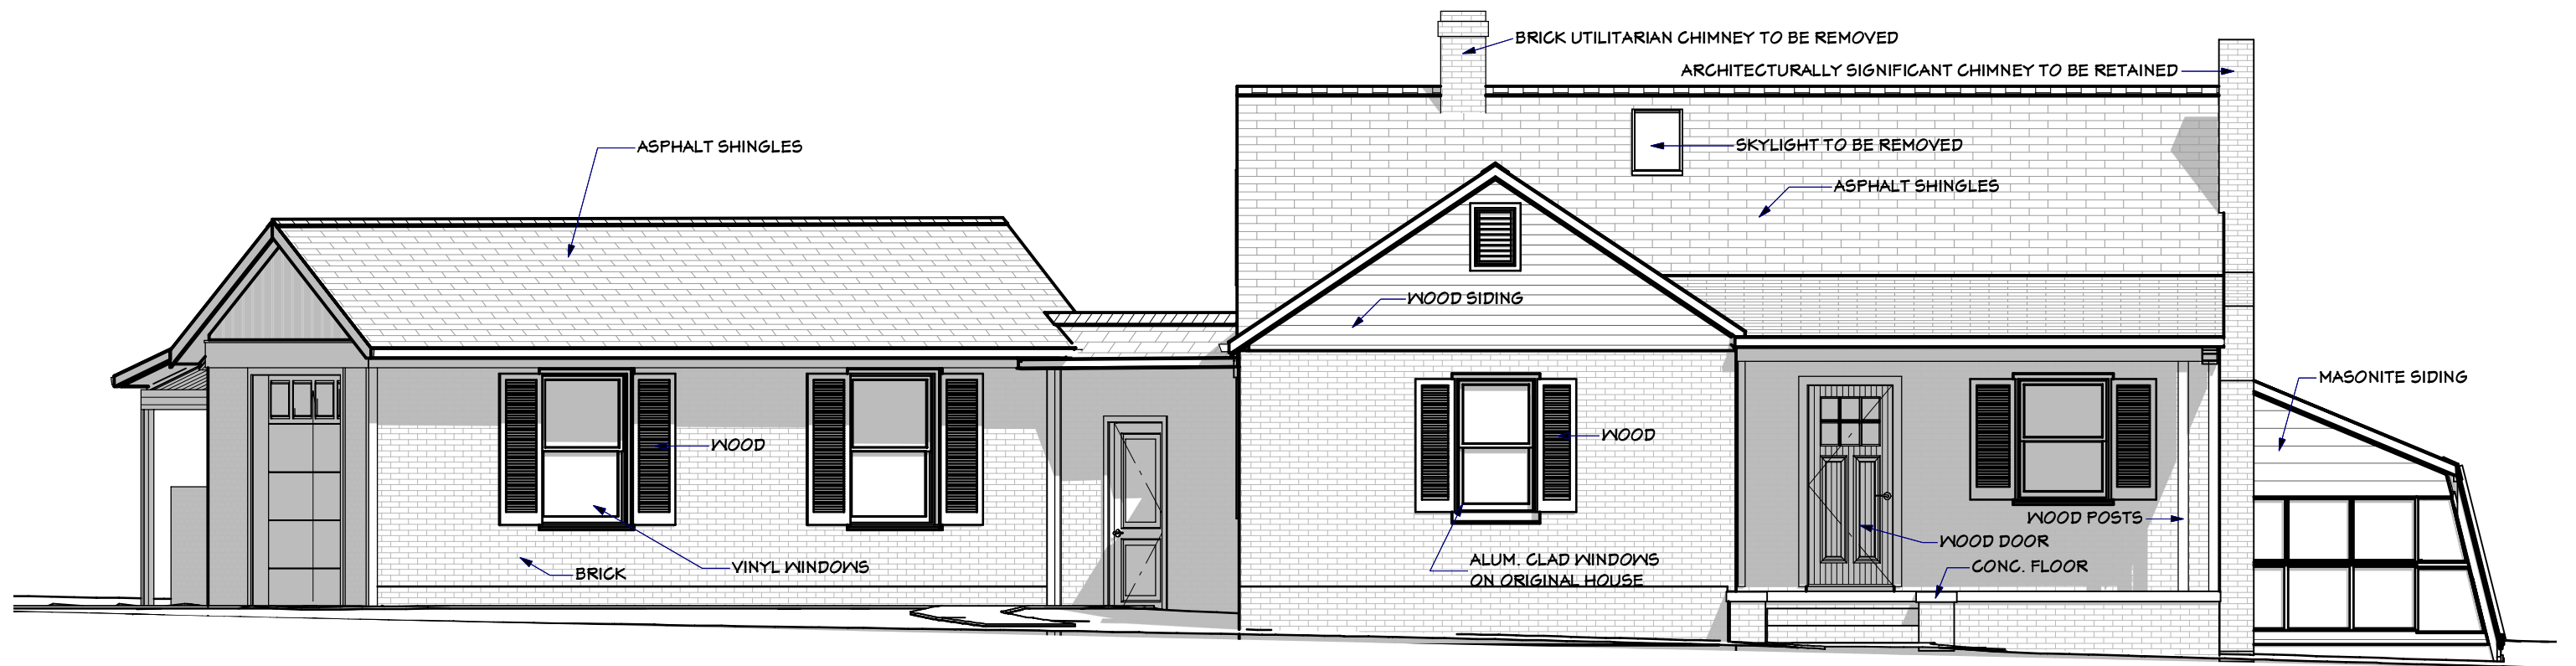 BRICK UTILITARIAN CHIMNEY TO BE REMOVED
ARCHITECTURALLY SIGNIFICANT CHIMNEY TO BE RETAINED
ASPHALT SHINGLES
SKYLIGHT TO BE REMOVED
ASPHALT SHINGLES
WOOD SIDING
MASONITE SIDING
WOOD
WOOD
WOOD POSTS
WOOD DOOR
ALUM. CLAD WINDOWS
ON ORIGINAL HOUSE
CONC. FLOOR
VINYL WINDOWS
BRICK